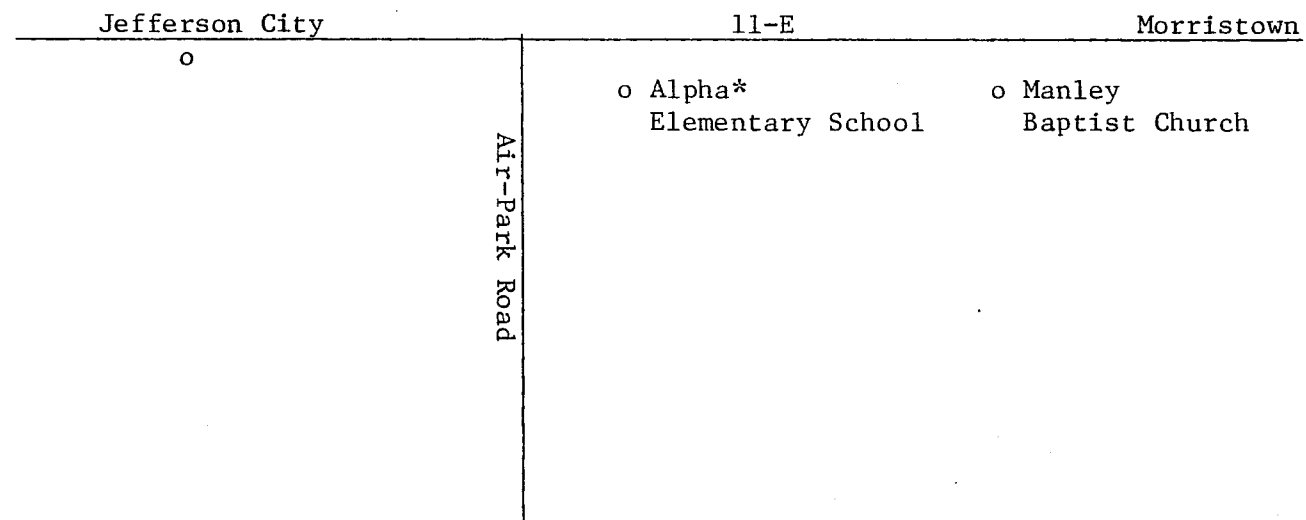 Jefferson City 11-E Morristown
o
o Alpha* o Manley
Elementary School Baptist Church
Air-Park Road